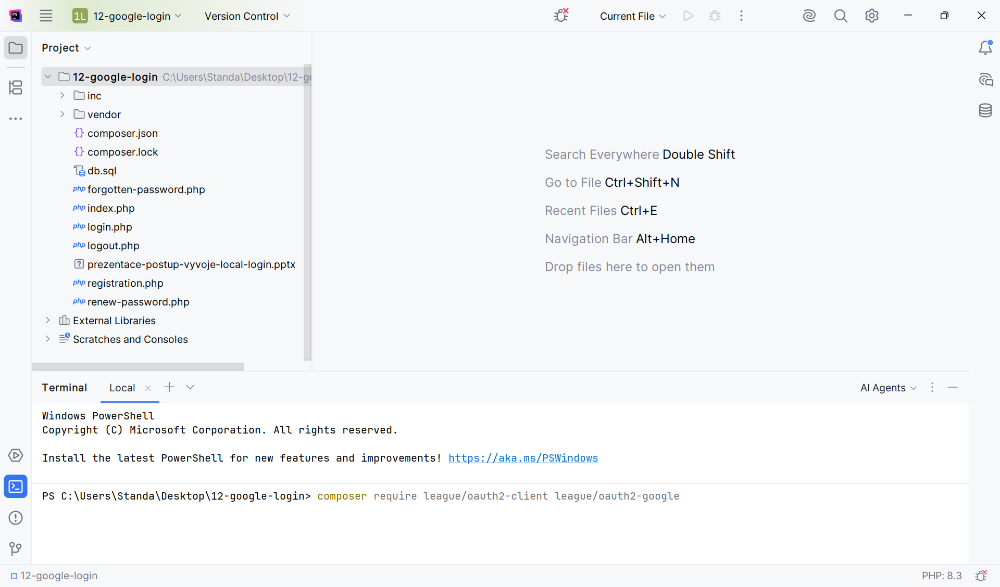 1L 12-google-login Version Control Current File
Project
12-google-login C:\Users\Standa\Desktop\12-go
inc
vendor
{} composer.json
{} composer.lock
db.sql
php forgotten-password.php
php index.php
php login.php
php logout.php
? prezentace-postup-vyvoje-local-login.pptx
php registration.php
php renew-password.php
External Libraries
Scratches and Consoles
Search Everywhere Double Shift
Go to File Ctrl+Shift+N
Recent Files Ctrl+E
Navigation Bar Alt+Home
Drop files here to open them
Terminal Local AI Agents
Windows PowerShell
Copyright (C) Microsoft Corporation. All rights reserved.
Install the latest PowerShell for new features and improvements! https://aka.ms/PSWindows
PS C:\Users\Standa\Desktop\12-google-login> composer require league/oauth2-client league/oauth2-google
12-google-login PHP: 8.3